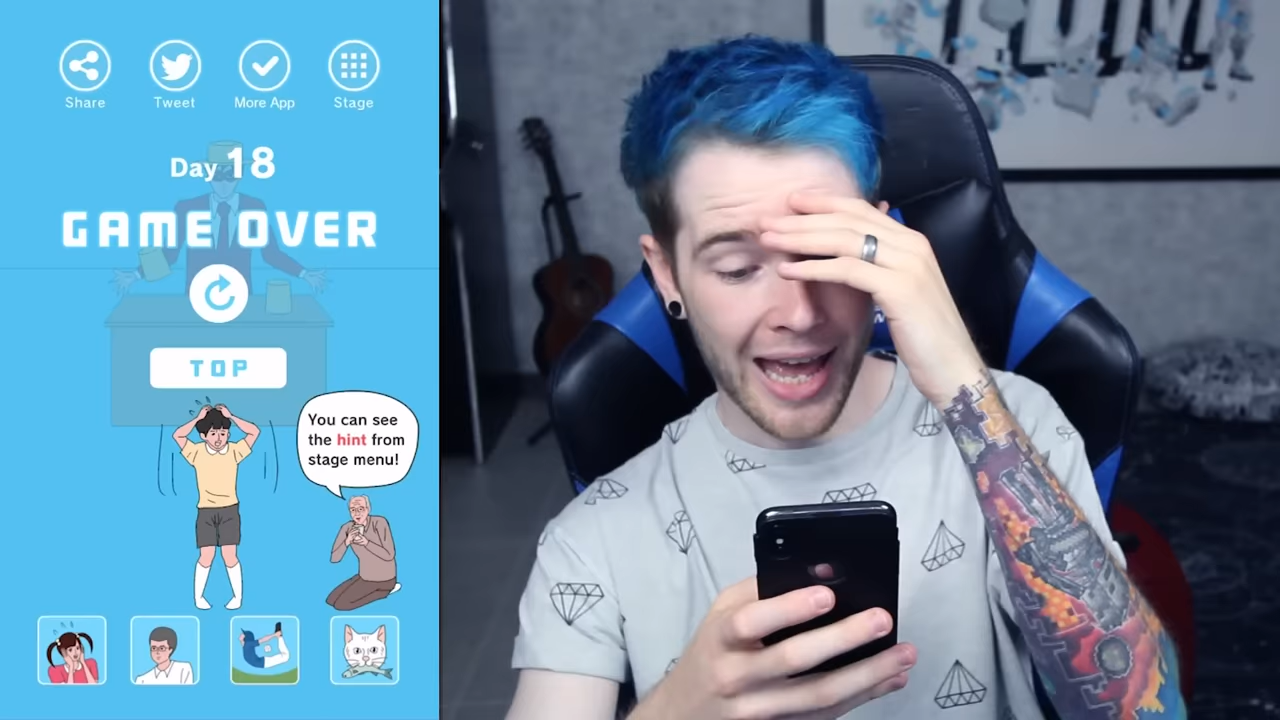 Share
Tweet
More App
Stage
Day 18
GAME OVER
TOP
You can see
the hint from
stage menu!